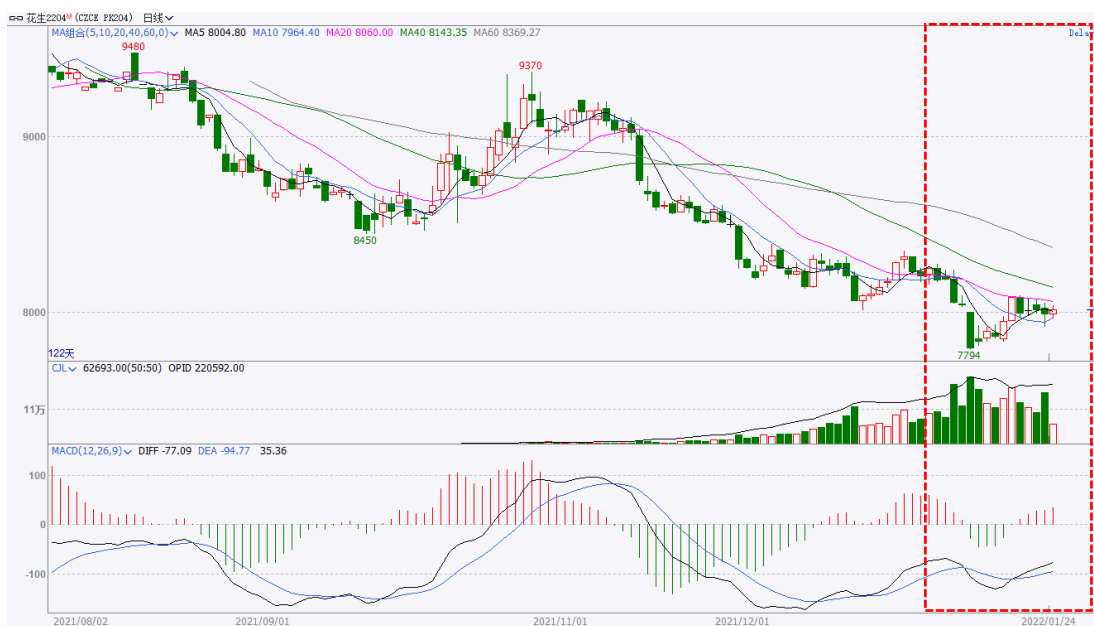 花生2204M (CZCE PK204) 日线
MA组合(5,10,20,40,60,0) MA5 8004.80 MA10 7964.40 MA20 8060.00 MA40 8143.35 MA60 8369.27
9480
9370
9000
8450
8000
7794
122天
CJL 62693.00(50:50) OPID 220592.00
11万
MACD(12,26,9) DIFF -77.09 DEA -94.77 35.36
100
0
-100
2021/08/02 2021/09/01 2021/11/01 2021/12/01 2022/01/24